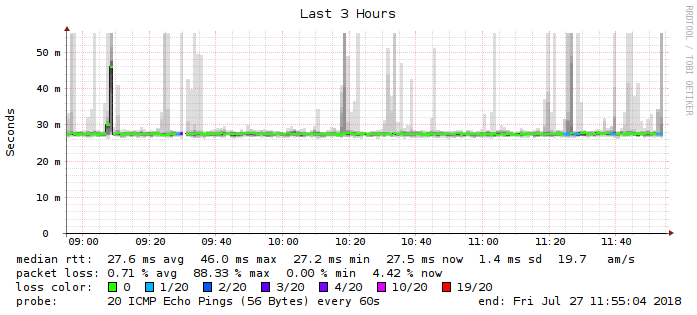 Last 3 Hours
RRDTOOL / TOBI OETIKER
Seconds
50 m
40 m
30 m
20 m
10 m
0
09:00 09:20 09:40 10:00 10:20 10:40 11:00 11:20 11:40
median rtt: 27.6 ms avg 46.0 ms max 27.2 ms min 27.5 ms now 1.4 ms sd 19.7 am/s
packet loss: 0.71 % avg 88.33 % max 0.00 % min 4.42 % now
loss color: 0 1/20 2/20 3/20 4/20 10/20 19/20
probe: 20 ICMP Echo Pings (56 Bytes) every 60s end: Fri Jul 27 11:55:04 2018